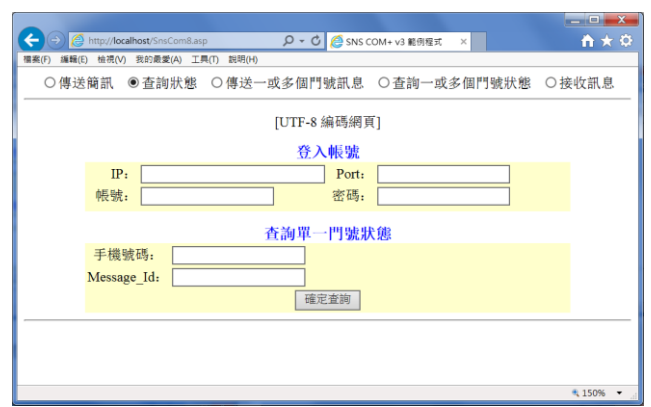 http://localhost/SnsCom8.asp
SNS COM+ v3 範例程式
檔案(F) 編輯(E) 檢視(V) 我的最愛(A) 工具(T) 說明(H)
傳送簡訊 查詢狀態 傳送一或多個門號訊息 查詢一或多個門號狀態 接收訊息
[UTF-8 編碼網頁]
登入帳號
IP: Port:
帳號: 密碼:
查詢單一門號狀態
手機號碼:
Message_Id:
確定查詢
150%